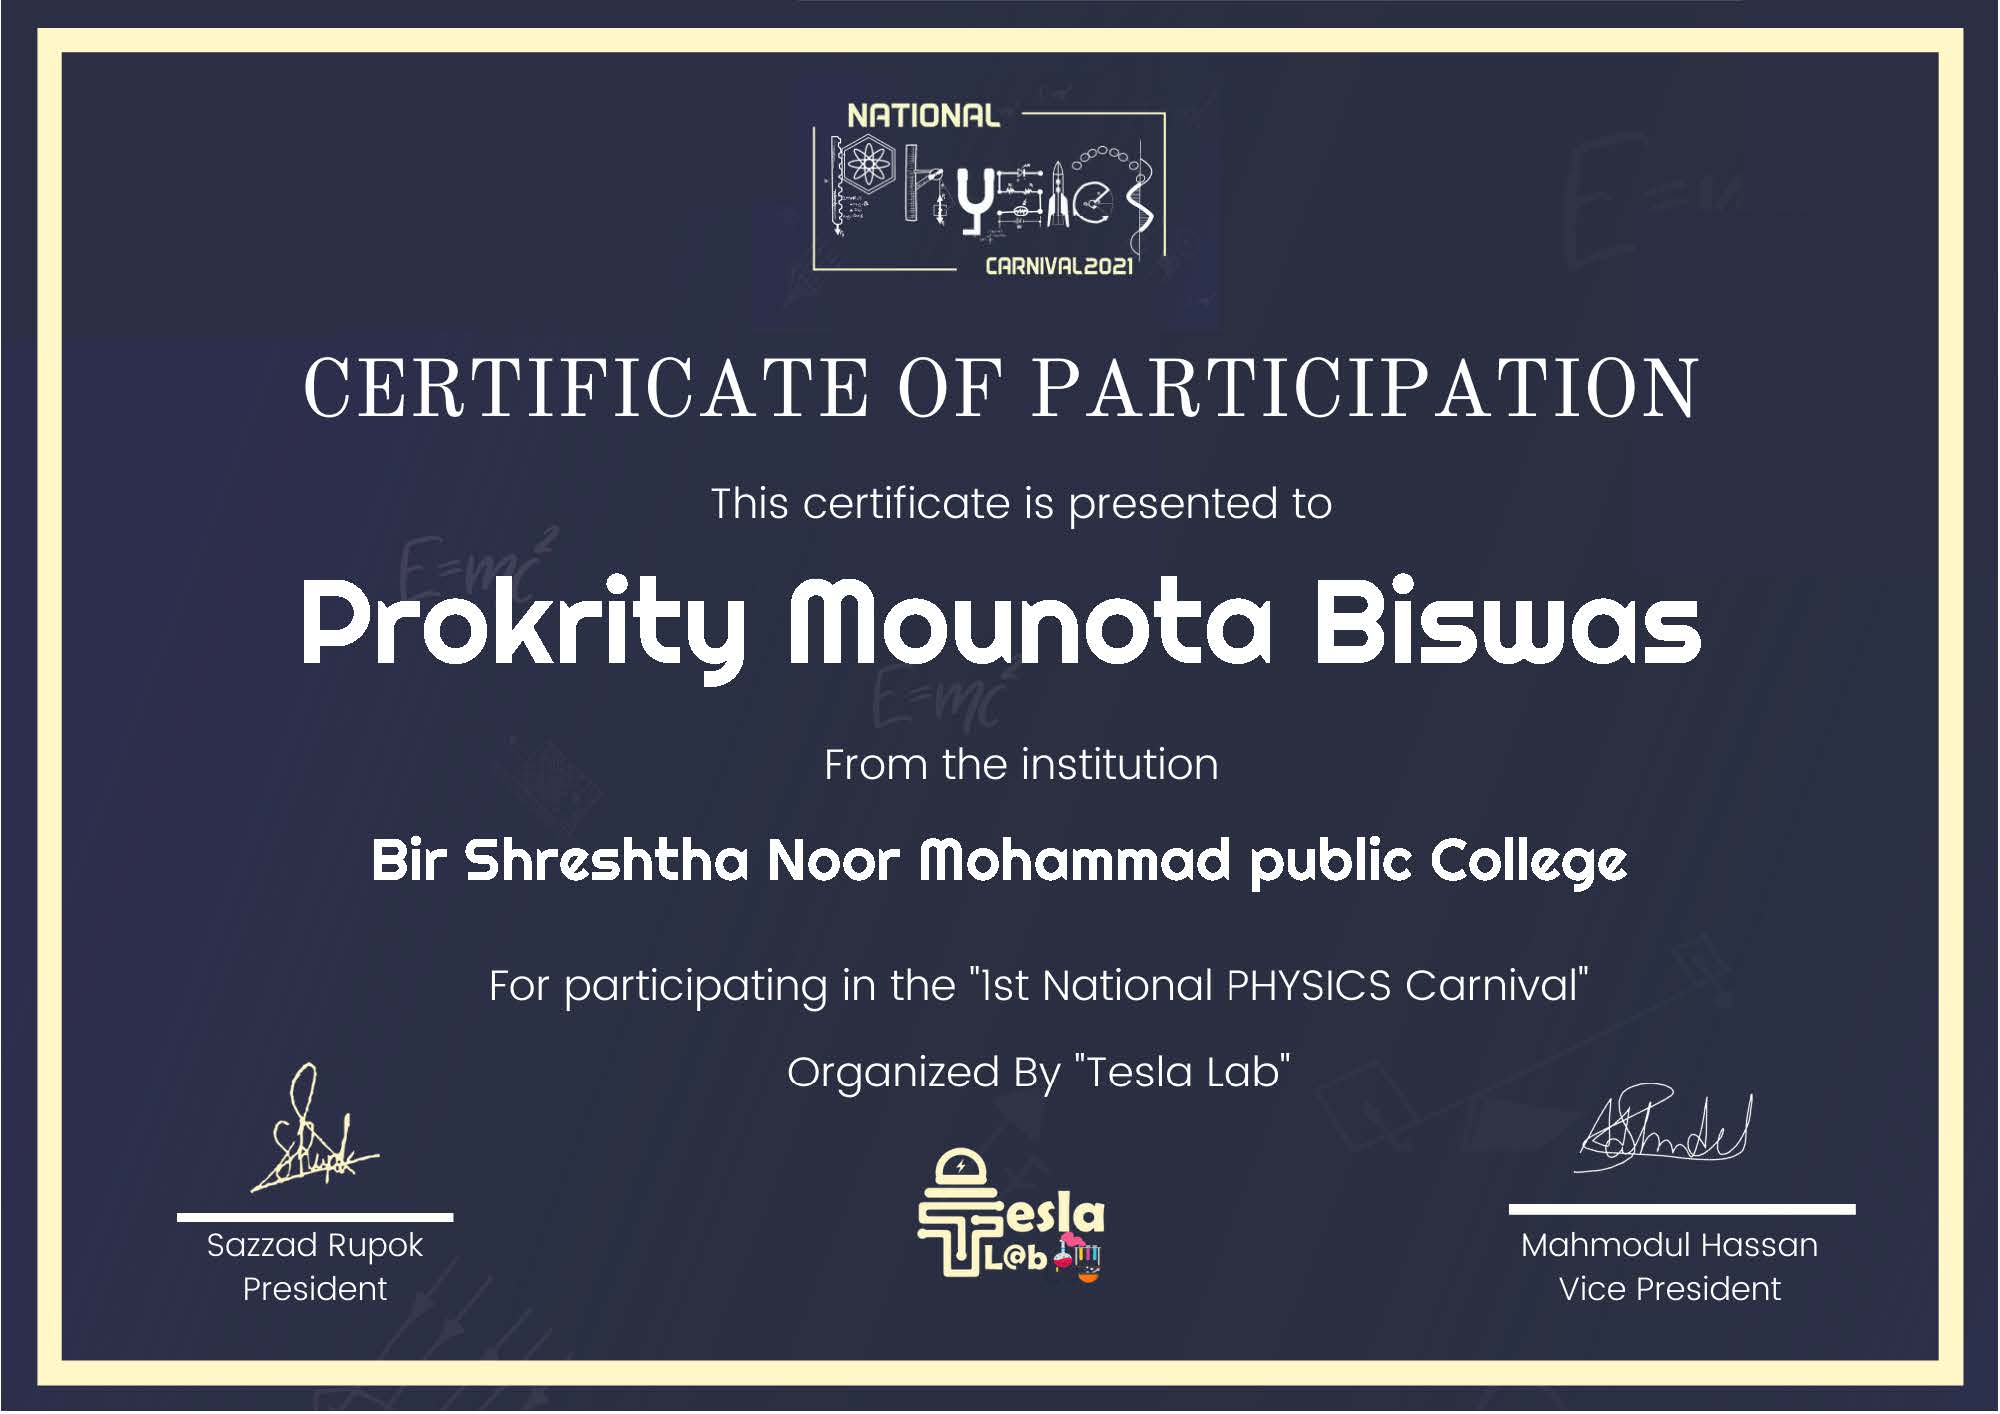 NATIONAL
Physics
CARNIVAL2021
CERTIFICATE OF PARTICIPATION
This certificate is presented to
E=mc²
Prokrity Mounota Biswas
E=mc²
From the institution
Bir Shreshtha Noor Mohammad public College
For participating in the "1st National PHYSICS Carnival"
Organized By "Tesla Lab"
Tesla
L@b
Sazzad Rupok
President
Mahmodul Hassan
Vice President